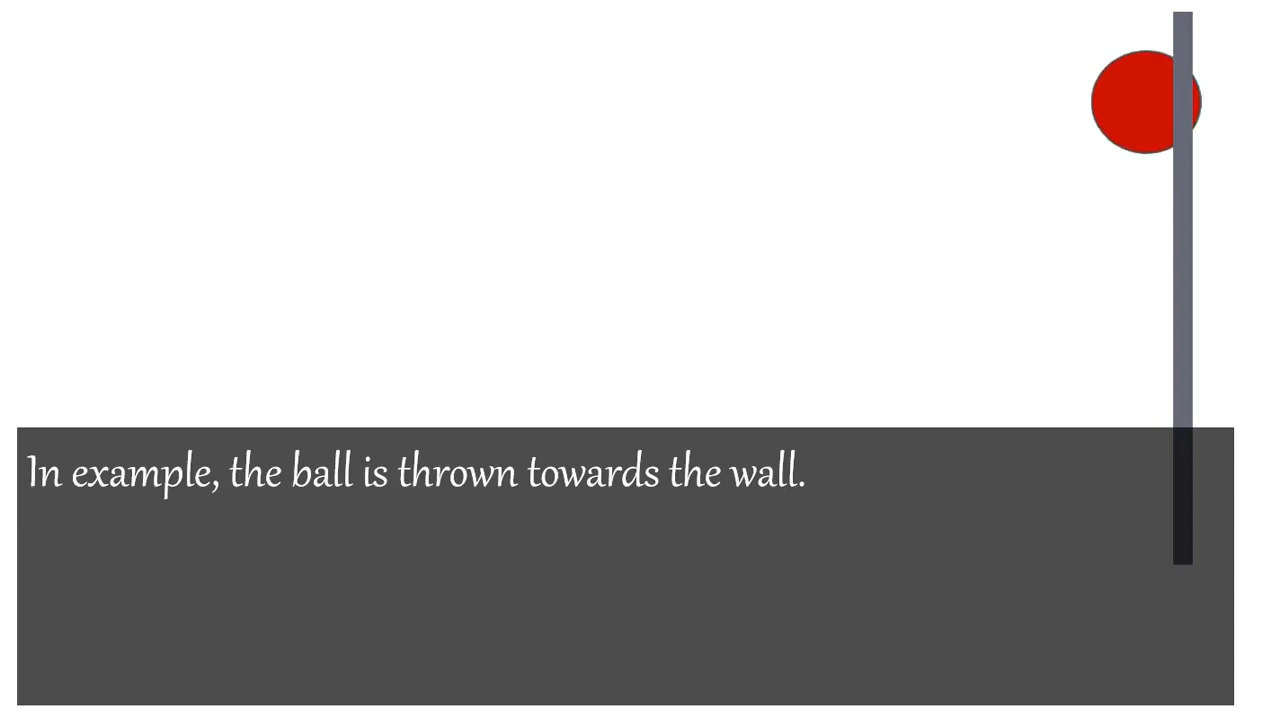 In example, the ball is thrown towards the wall.